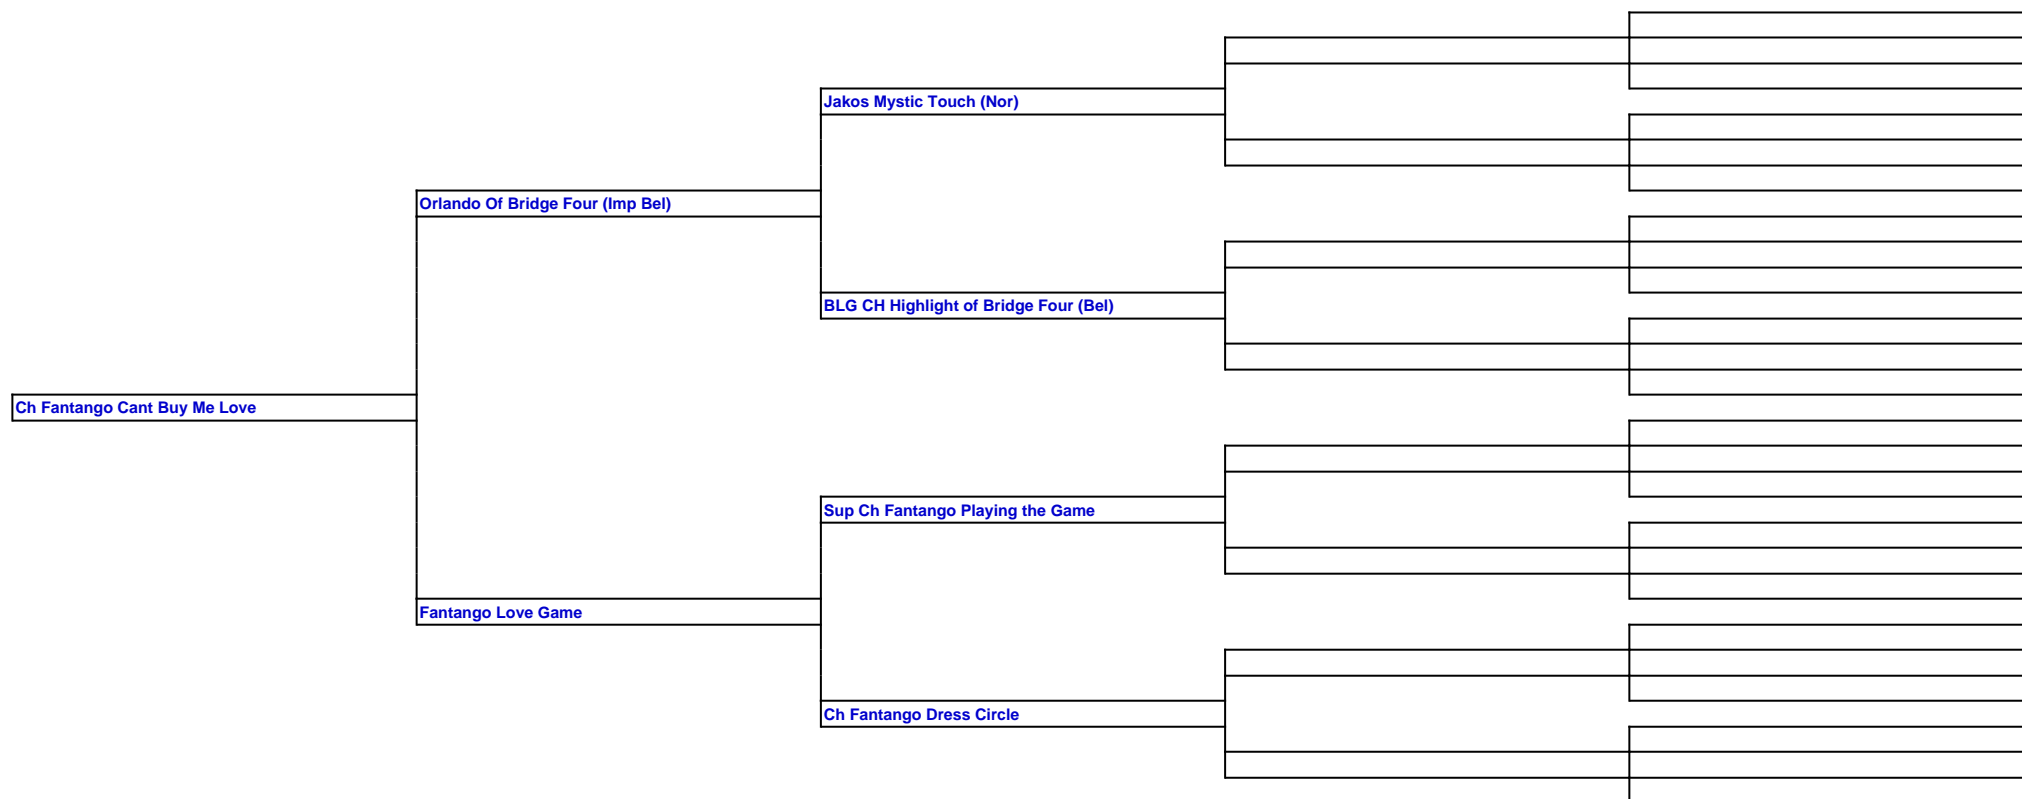 Jakos Mystic Touch (Nor)
Orlando Of Bridge Four (Imp Bel)
BLG CH Highlight of Bridge Four (Bel)
Ch Fantango Cant Buy Me Love
Sup Ch Fantango Playing the Game
Fantango Love Game
Ch Fantango Dress Circle